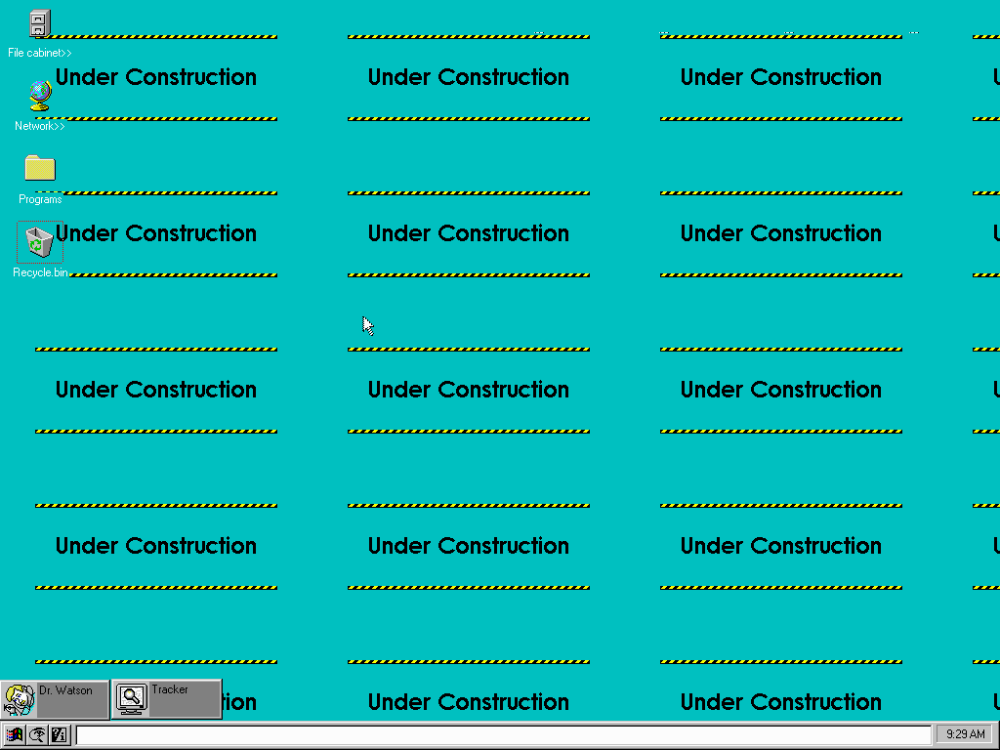 File cabinet>>
Under Construction Under Construction Under Construction
Network>>
Programs
Under Construction Under Construction Under Construction
Recycle.bin
Under Construction Under Construction Under Construction
Under Construction Under Construction Under Construction
Dr. Watson
Tracker
tion Under Construction Under Construction
9:29 AM